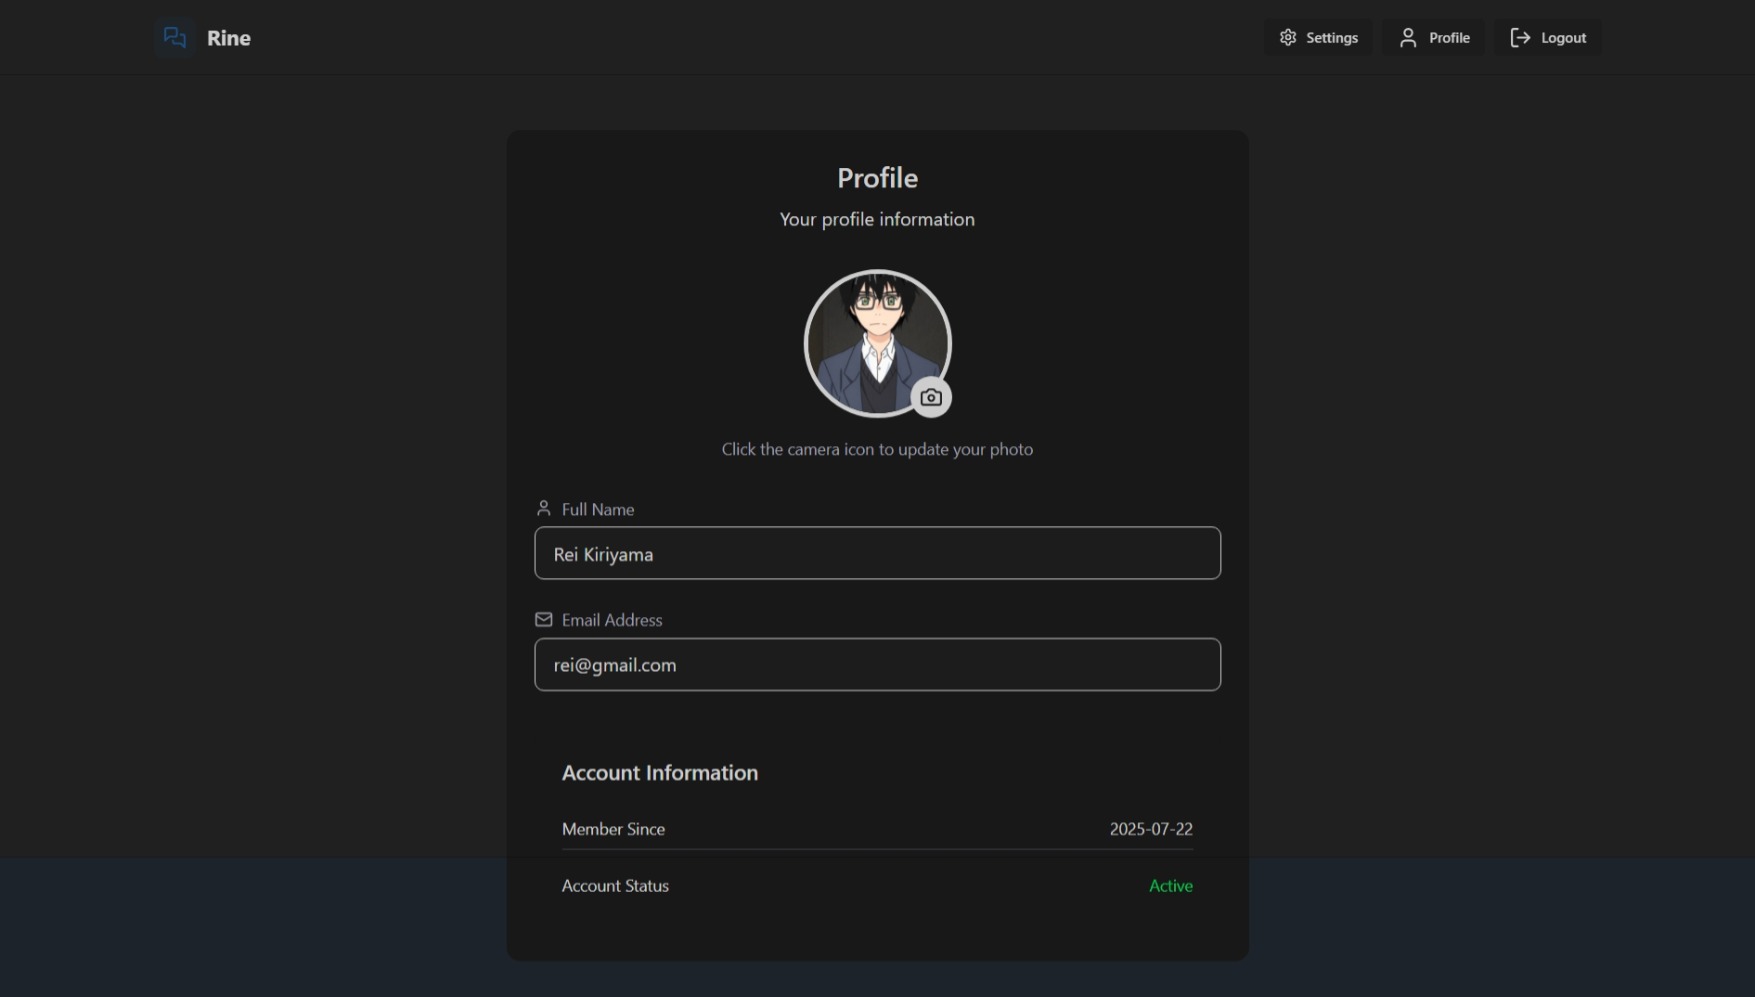 Rine
Settings
Profile
Logout
Profile
Your profile information
Click the camera icon to update your photo
Full Name
Rei Kiriyama
Email Address
rei@gmail.com
Account Information
Member Since 2025-07-22
Account Status Active